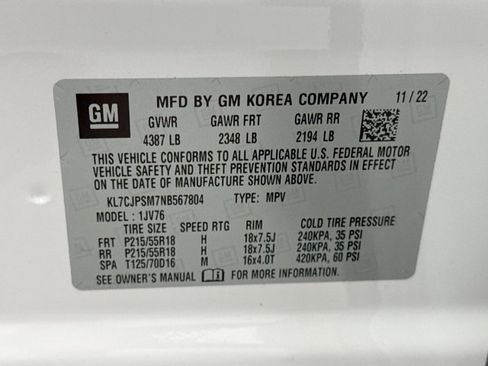 GM MFD BY GM KOREA COMPANY 11/22
GVWR GAWR FRT GAWR RR
4387 LB 2348 LB 2194 LB
THIS VEHICLE CONFORMS TO ALL APPLICABLE U.S. FEDERAL MOTOR
VEHICLE SAFETY AND THEFT PREVENTION STANDARDS IN EFFECT
ON THE DATE OF MANUFACTURE SHOWN ABOVE.
KL7CJPSM7NB567804 TYPE: MPV
MODEL: 1JV76
TIRE SIZE SPEED RTG RIM COLD TIRE PRESSURE
FRT P215/55R18 H 18x7.5J 240KPA, 35 PSI
RR P215/55R18 H 18x7.5J 240KPA, 35 PSI
SPA T125/70D16 M 16x4.0T 420KPA, 60 PSI
SEE OWNER'S MANUAL FOR MORE INFORMATION